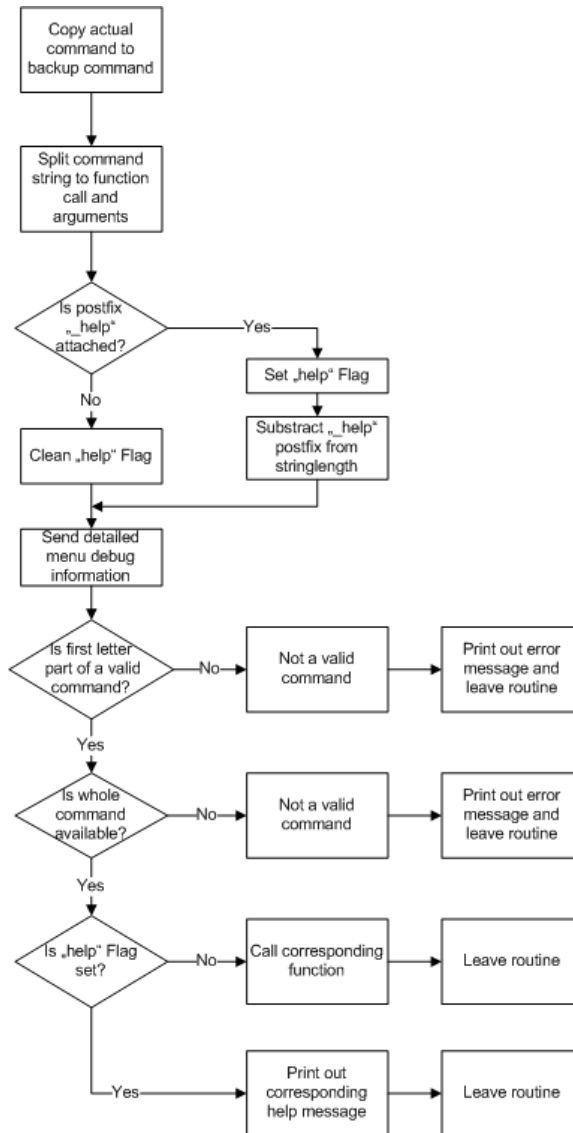 Copy actual
command to
backup command
Split command
string to function
call and
arguments
Is postfix
„_help“
attached?
Yes
Set „help“ Flag
No
Substract „_help“
postfix from
stringlength
Clean „help“ Flag
Send detailed
menu debug
information
Is first letter
part of a valid
command?
No
Not a valid
command
Print out error
message and
leave routine
Yes
Is whole
command
available?
No
Not a valid
command
Print out error
message and
leave routine
Yes
Is „help“ Flag
set?
No
Call corresponding
function
Leave routine
Yes
Print out
corresponding
help message
Leave routine